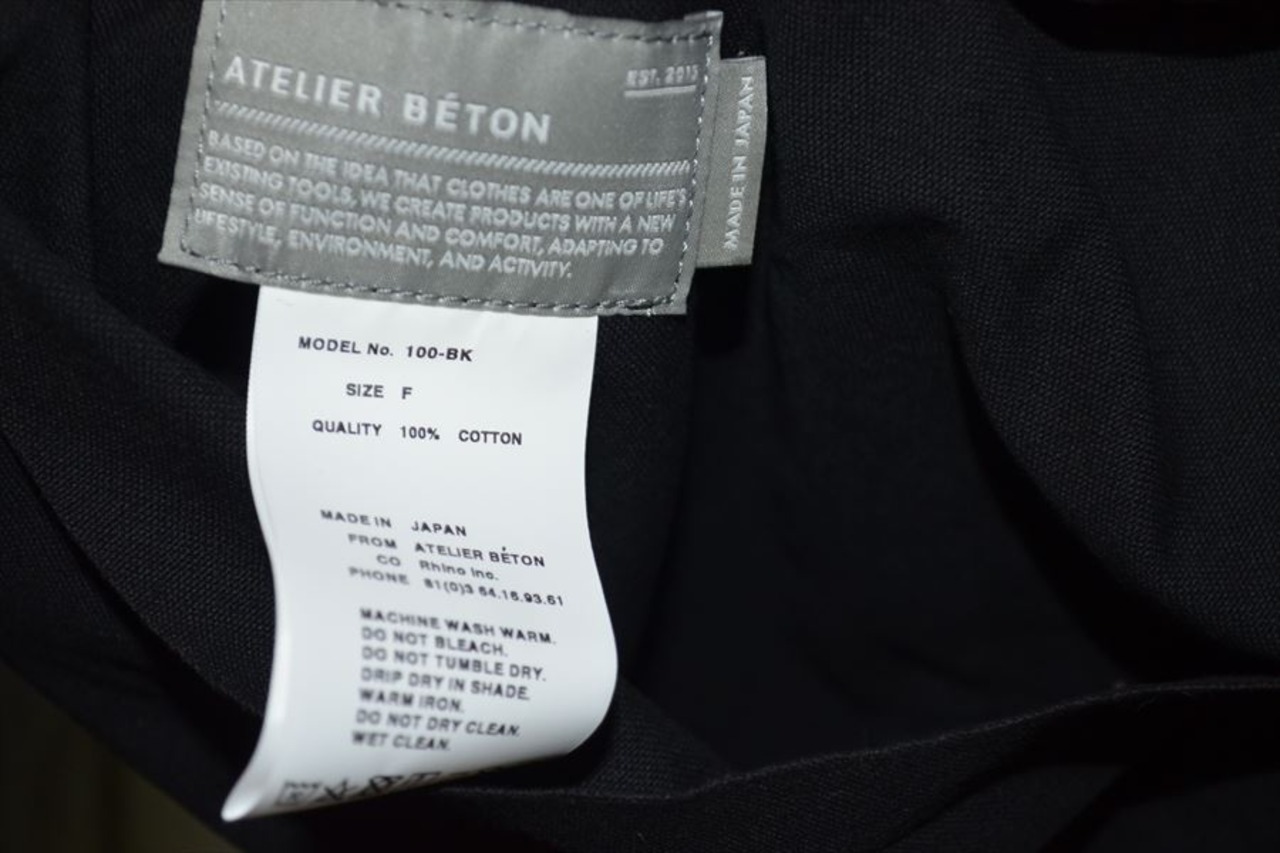 ATELIER BÉTON
EST. 2013
BASED ON THE IDEA THAT CLOTHES ARE ONE OF LIFE'S
EXISTING TOOLS, WE CREATE PRODUCTS WITH A NEW
SENSE OF FUNCTION AND COMFORT, ADAPTING TO
LIFESTYLE, ENVIRONMENT, AND ACTIVITY.
MADE IN JAPAN
MODEL No. 100-BK
SIZE F
QUALITY 100% COTTON
MADE IN JAPAN
FROM ATELIER BÉTON
CO Rhino inc.
PHONE 81(0)3 64.16.93.61
MACHINE WASH WARM.
DO NOT BLEACH.
DO NOT TUMBLE DRY.
DRIP DRY IN SHADE.
WARM IRON.
DO NOT DRY CLEAN.
WET CLEAN.